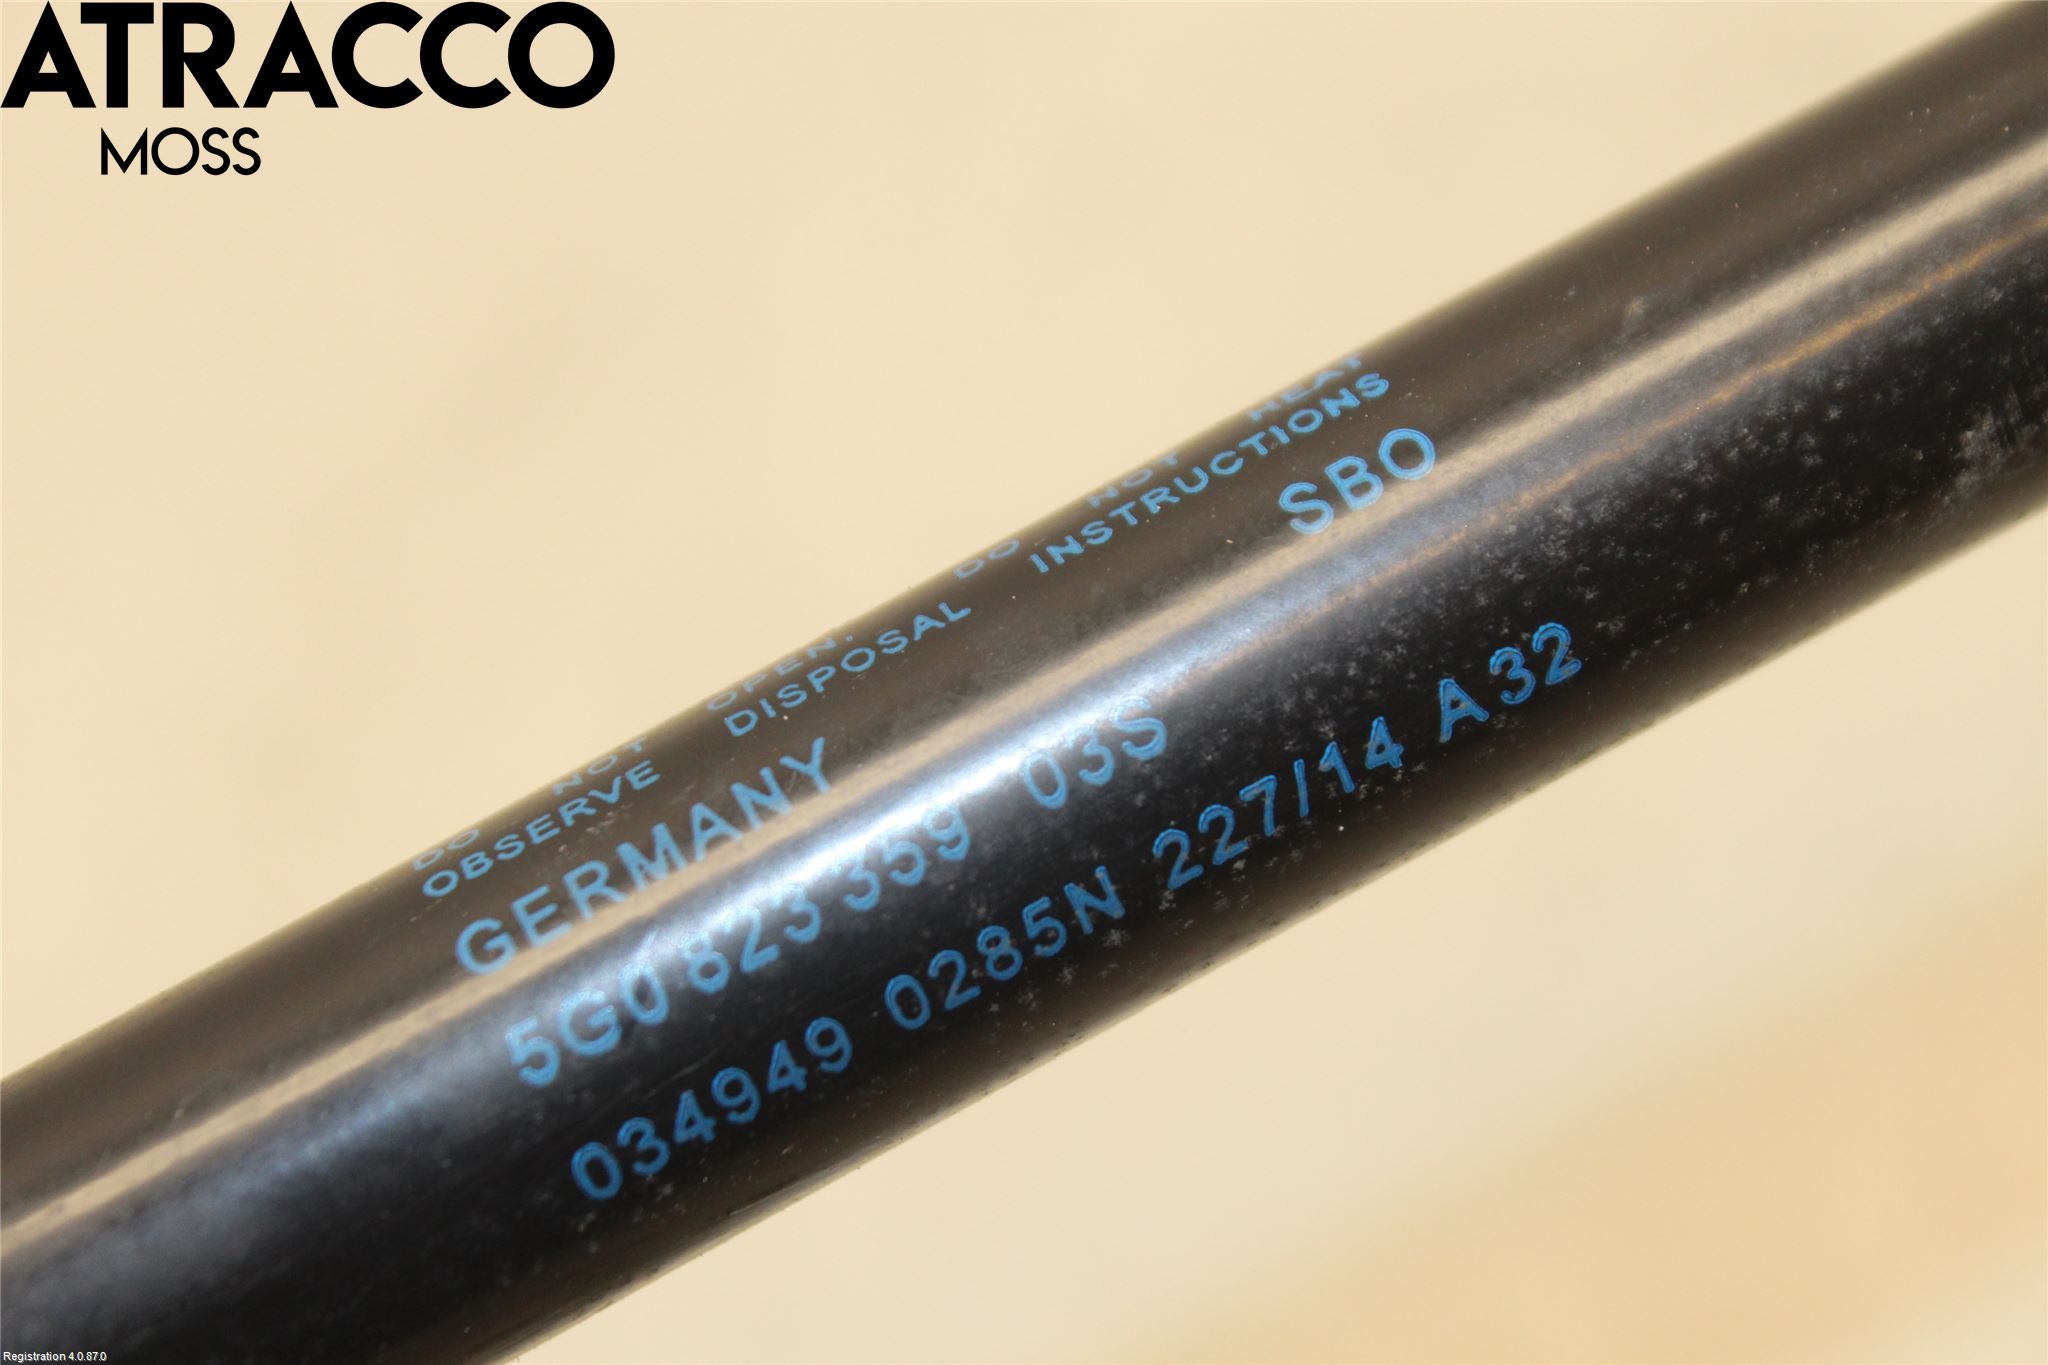 ATRACCO
MOSS
DO NOT OPEN. DO NOT HEAT
OBSERVE DISPOSAL INSTRUCTIONS
GERMANY SBO
5G0 823 359 03S
034949 0285N 227/14 A32
Registration 4.0.87.0